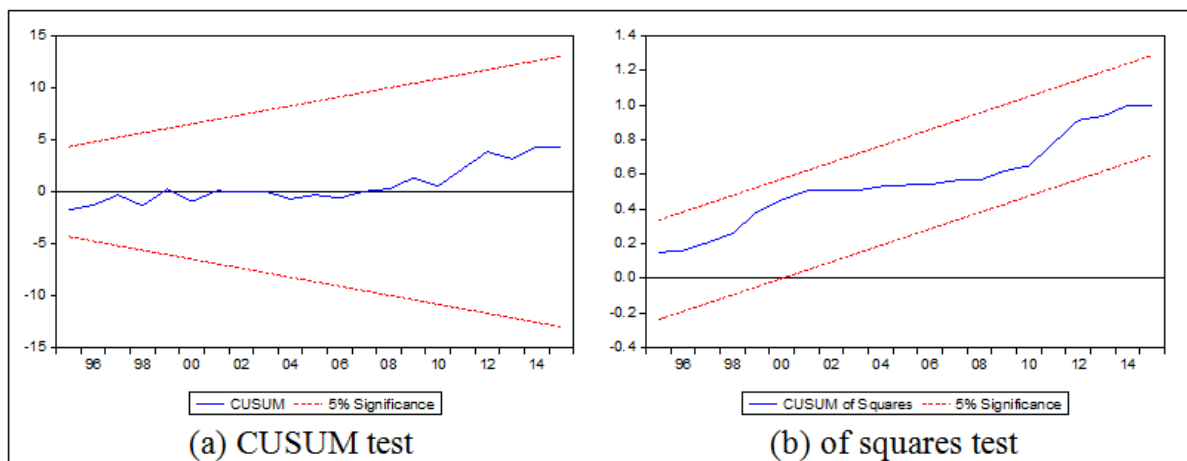 15
10
5
0
-5
-10
-15
96 98 00 02 04 06 08 10 12 14
CUSUM 5% Significance
(a) CUSUM test
1.4
1.2
1.0
0.8
0.6
0.4
0.2
0.0
-0.2
-0.4
96 98 00 02 04 06 08 10 12 14
CUSUM of Squares 5% Significance
(b) of squares test